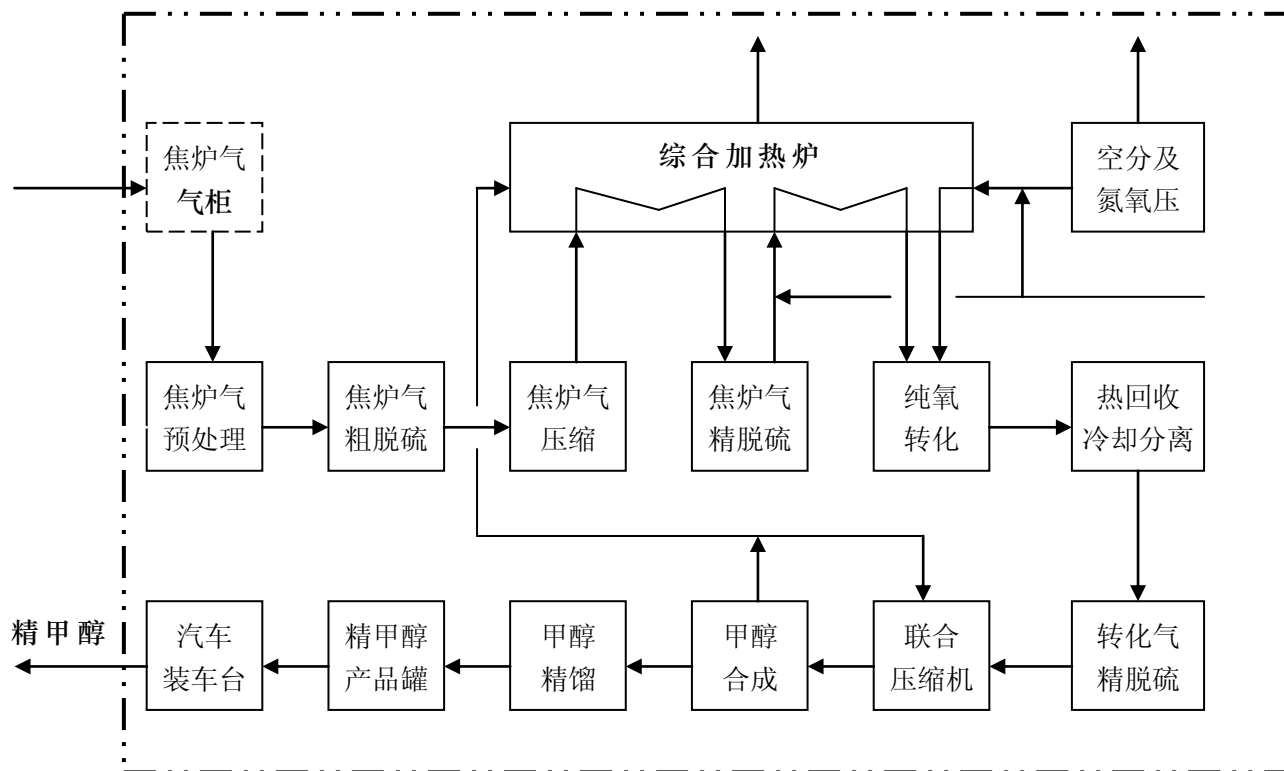 综合加热炉
焦炉气
气柜
空分及
氮氧压
焦炉气
预处理
焦炉气
粗脱硫
焦炉气
压缩
焦炉气
精脱硫
纯氧
转化
热回收
冷却分离
精甲醇
汽车
装车台
精甲醇
产品罐
甲醇
精馏
甲醇
合成
联合
压缩机
转化气
精脱硫